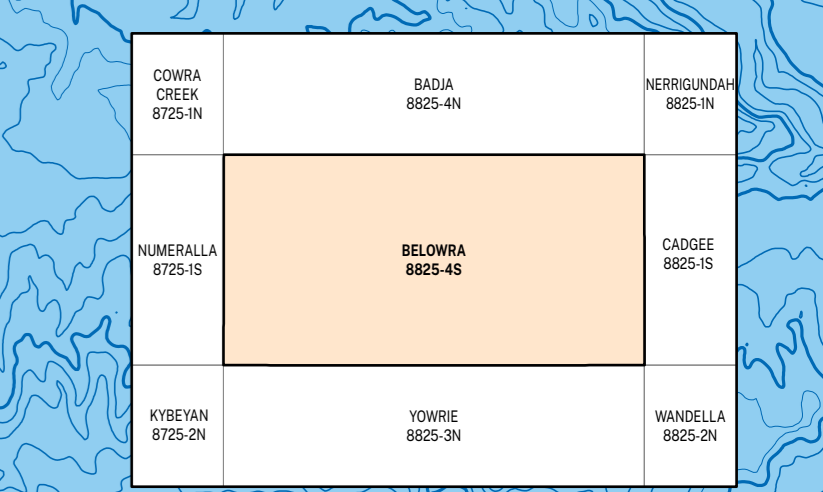 COWRA
CREEK
8725-1N
BADJA
8825-4N
NERRIGUNDAH
8825-1N
NUMERALLA
8725-1S
BELOWRA
8825-4S
CADGEE
8825-1S
KYBEYAN
8725-2N
YOWRIE
8825-3N
WANDELLA
8825-2N